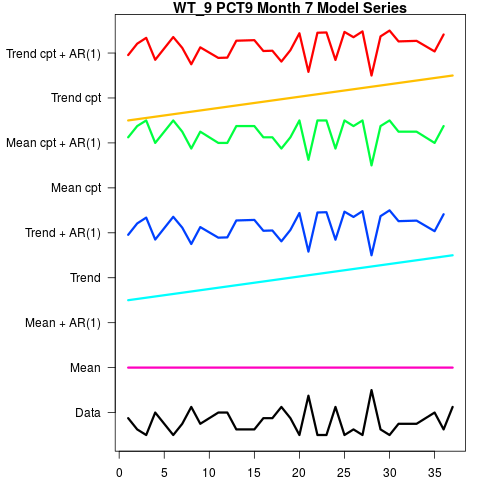 WT_9 PCT9 Month 7 Model Series
Trend cpt + AR(1)
Trend cpt
Mean cpt + AR(1)
Mean cpt
Trend + AR(1)
Trend
Mean + AR(1)
Mean
Data
0 5 10 15 20 25 30 35